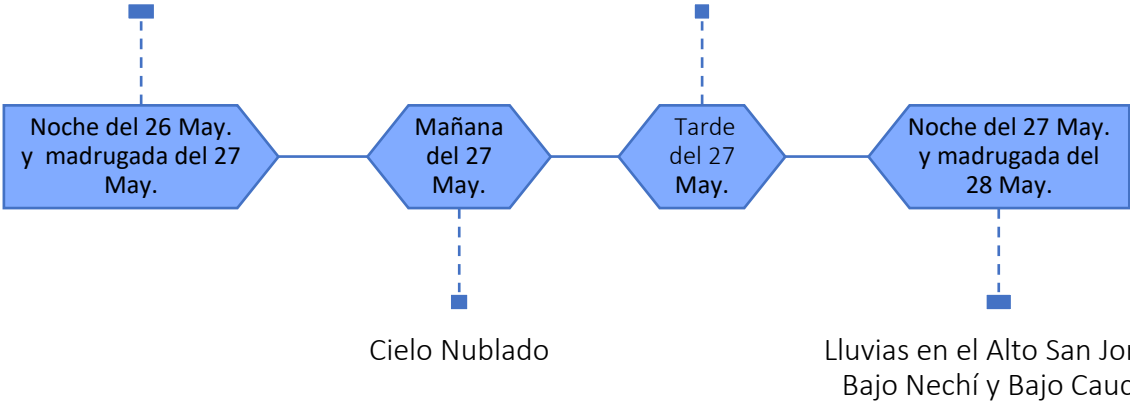 Noche del 26 May.
y madrugada del 27
May.
Mañana
del 27
May.
Tarde
del 27
May.
Noche del 27 May.
y madrugada del
28 May.
Cielo Nublado
Lluvias en el Alto San
Bajo Nechí y Bajo